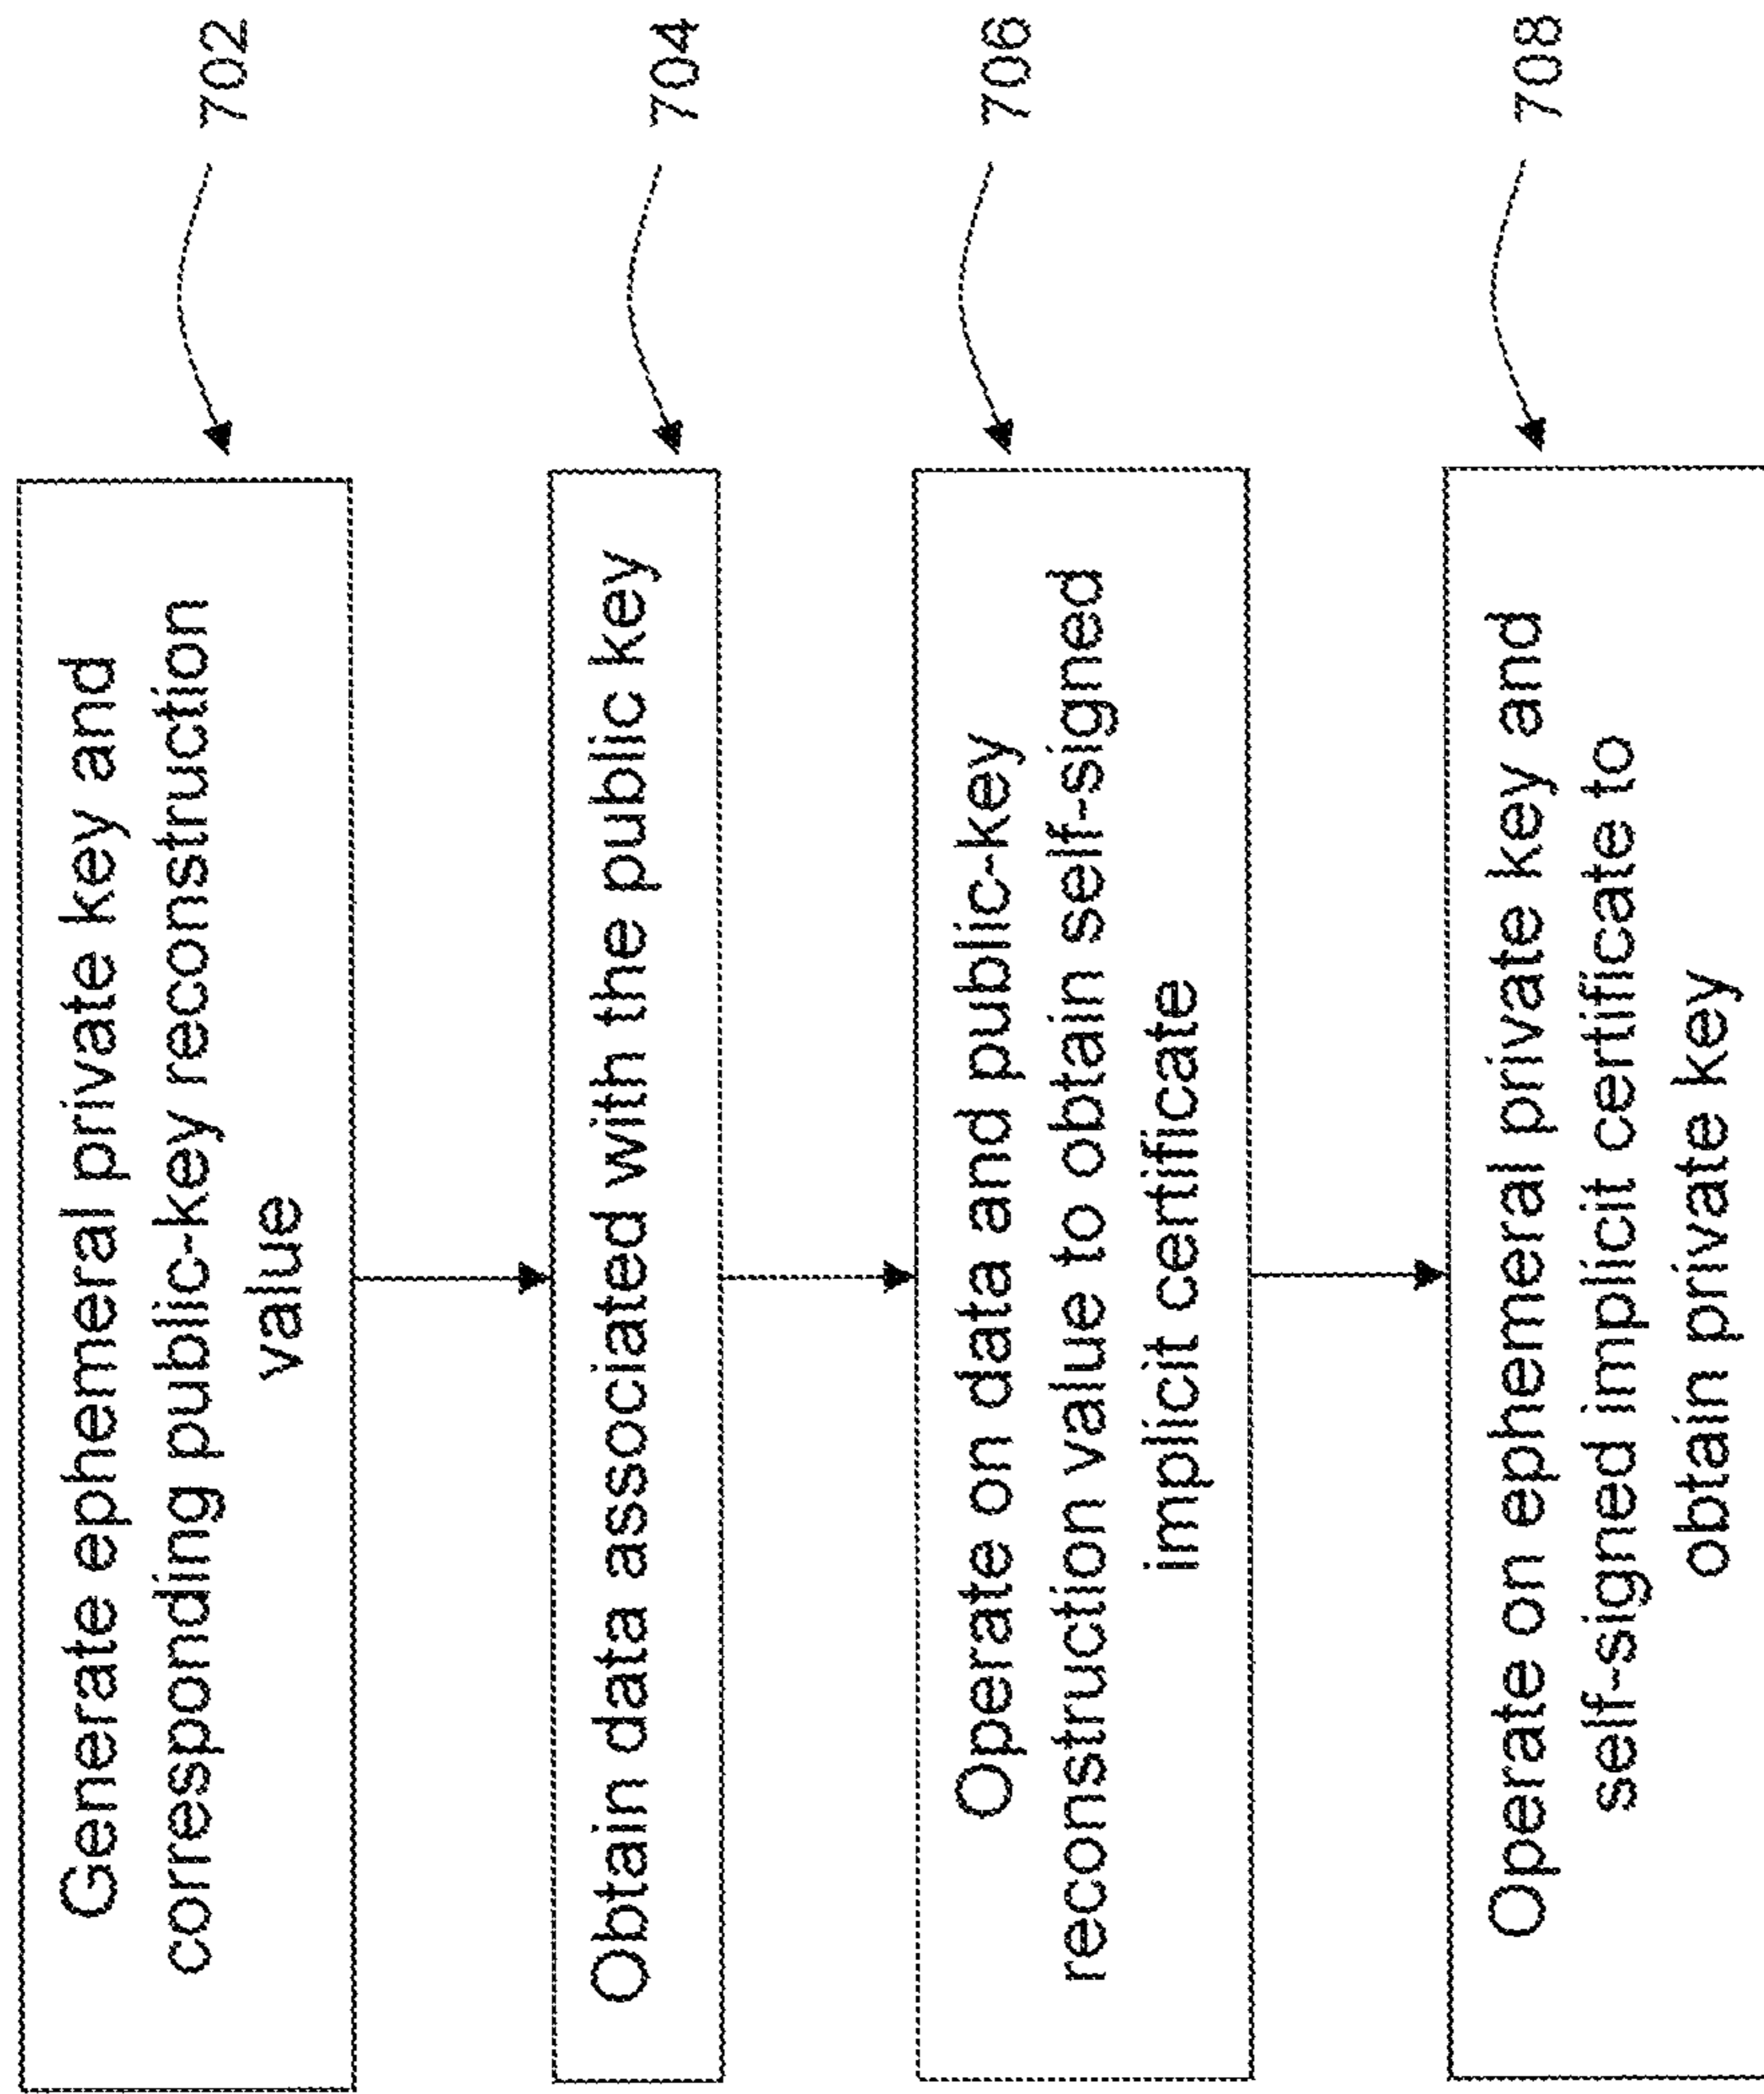 Generate ephemeral private key and
corresponding public-key reconstruction
value
702
Obtain data associated with the public key
704
Operate on data and public-key
reconstruction value to obtain self-signed
implicit certificate
706
Operate on ephemeral private key and
self-signed implicit certificate to
obtain private key
708